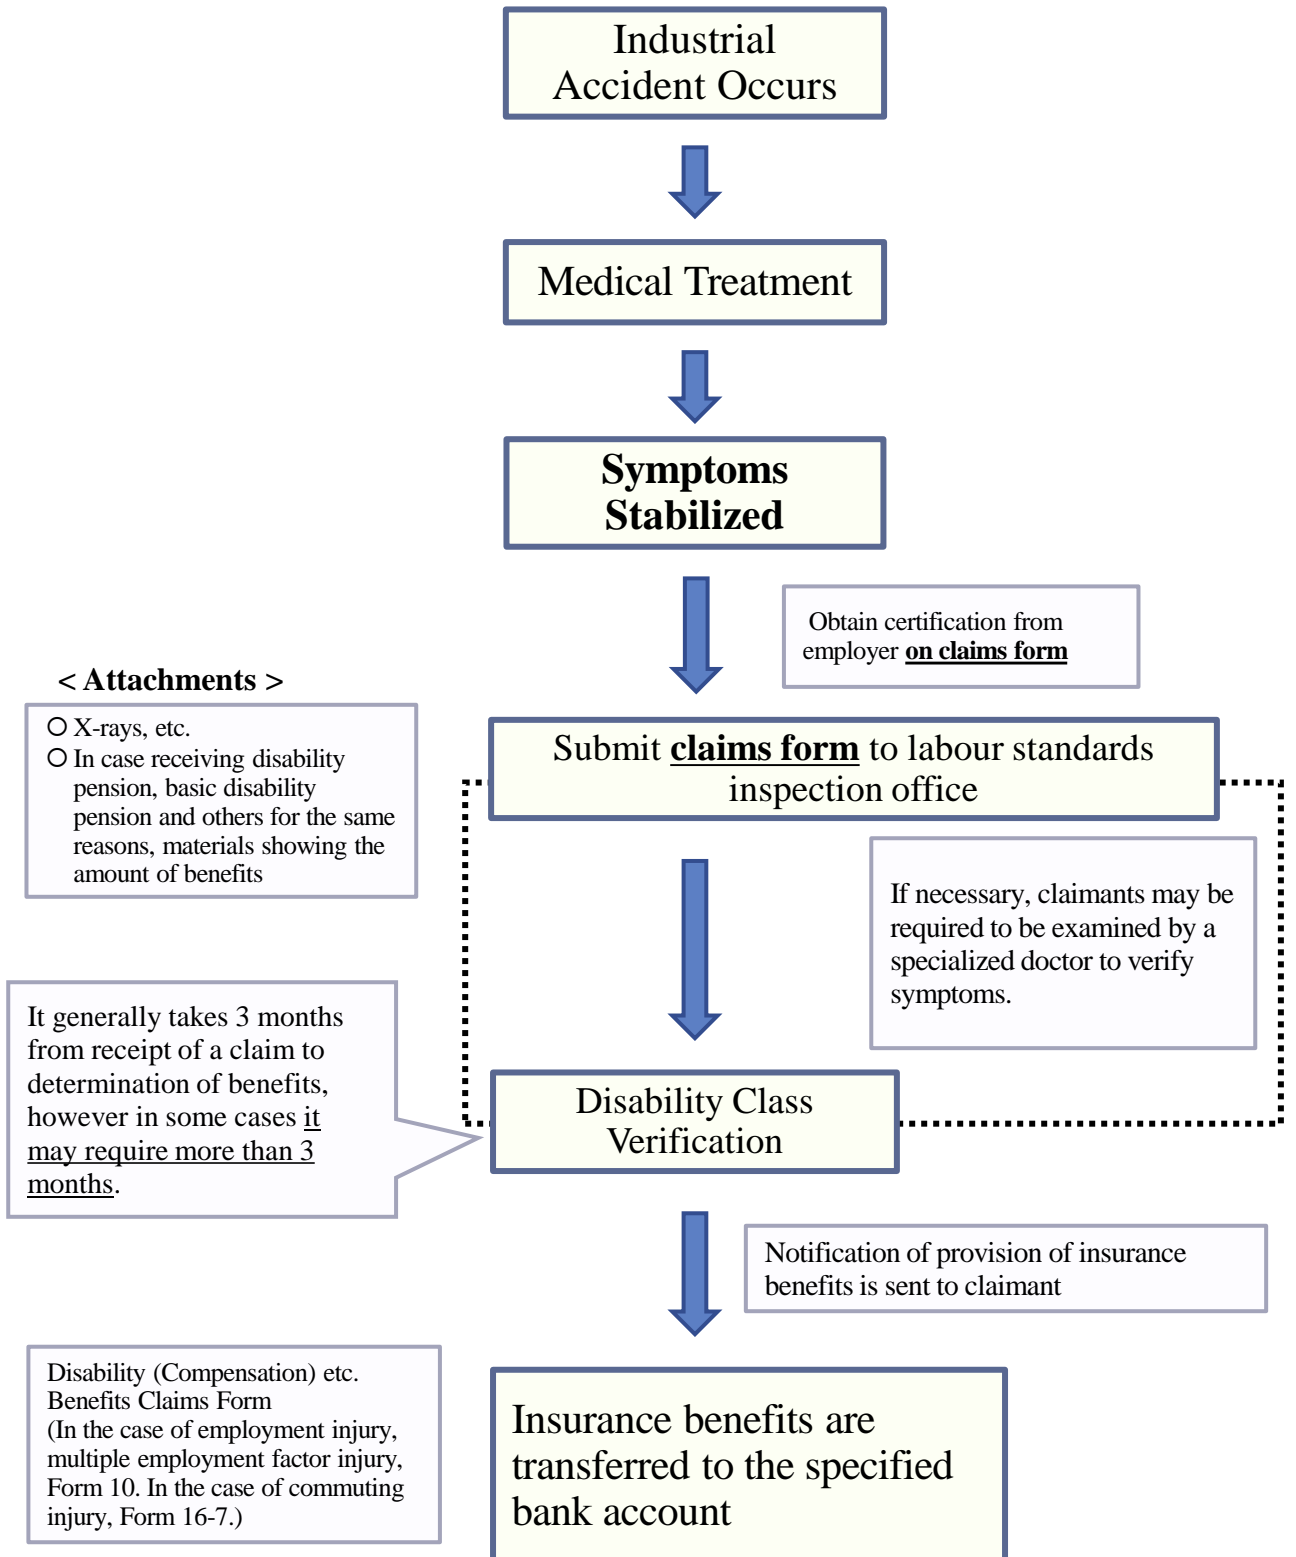 Industrial
Accident Occurs
Medical Treatment
Symptoms
Stabilized
Obtain certification from
employer on claims form
< Attachments >
○ X-rays, etc.
○ In case receiving disability
pension, basic disability
pension and others for the same
reasons, materials showing the
amount of benefits
Submit claims form to labour standards
inspection office
If necessary, claimants may be
required to be examined by a
specialized doctor to verify
symptoms.
It generally takes 3 months
from receipt of a claim to
determination of benefits,
however in some cases it
may require more than 3
months.
Disability Class
Verification
Notification of provision of insurance
benefits is sent to claimant
Disability (Compensation) etc.
Benefits Claims Form
(In the case of employment injury,
multiple employment factor injury,
Form 10. In the case of commuting
injury, Form 16-7.)
Insurance benefits are
transferred to the specified
bank account